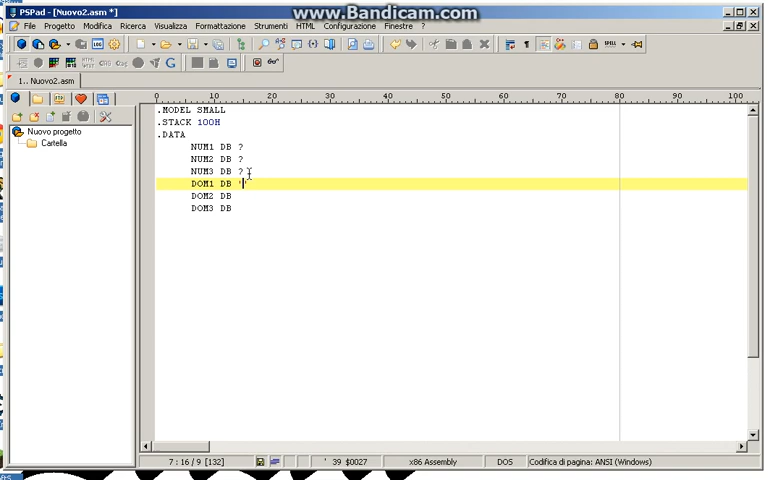 www.Bandicam.com
PSPad - [Nuovo2.asm *]
File Progetto Modifica Ricerca Visualizza Formattazione Strumenti HTML Configurazione Finestre ?
1.. Nuovo2.asm
0 10 20 30 40 50 60 70 80 90 100
Nuovo progetto
Cartella
.MODEL SMALL
.STACK 100H
.DATA
NUM1 DB ?
NUM2 DB ?
NUM3 DB ?
DOM1 DB ''
DOM2 DB
DOM3 DB
7 : 16 / 9 [132]
' 39 $0027
x86 Assembly
DOS
Codifica di pagina: ANSI (Windows)